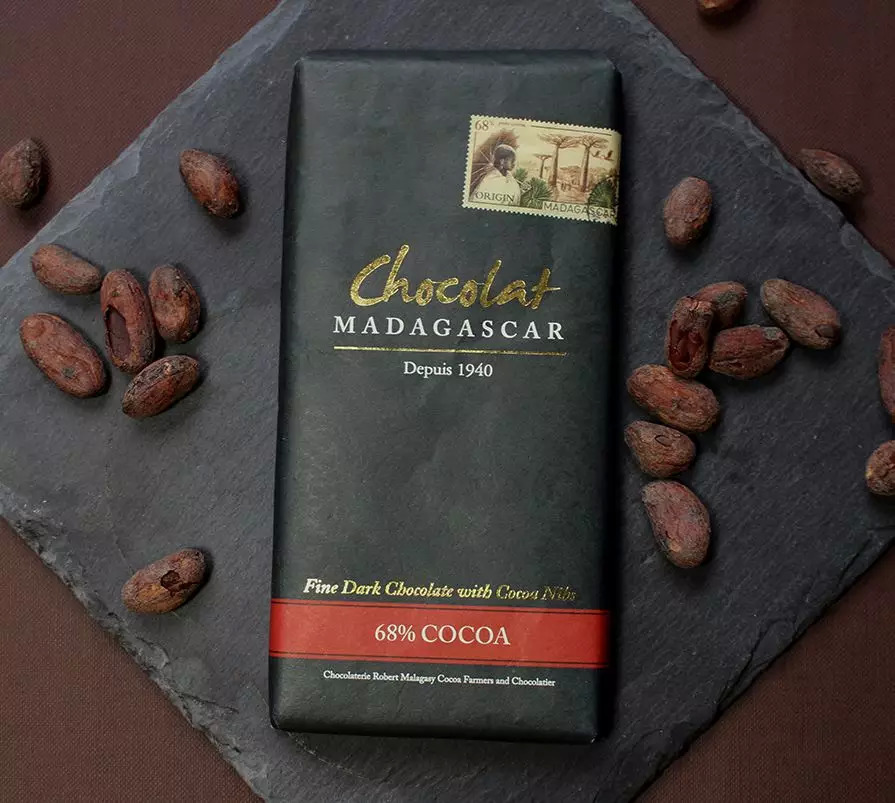 68%
ORIGIN
MADAGASCAR
Chocolat
MADAGASCAR
Depuis 1940
Fine Dark Chocolate with Cocoa Nibs
68% COCOA
Chocolaterie Robert Malagasy Cocoa Farmers and Chocolatier